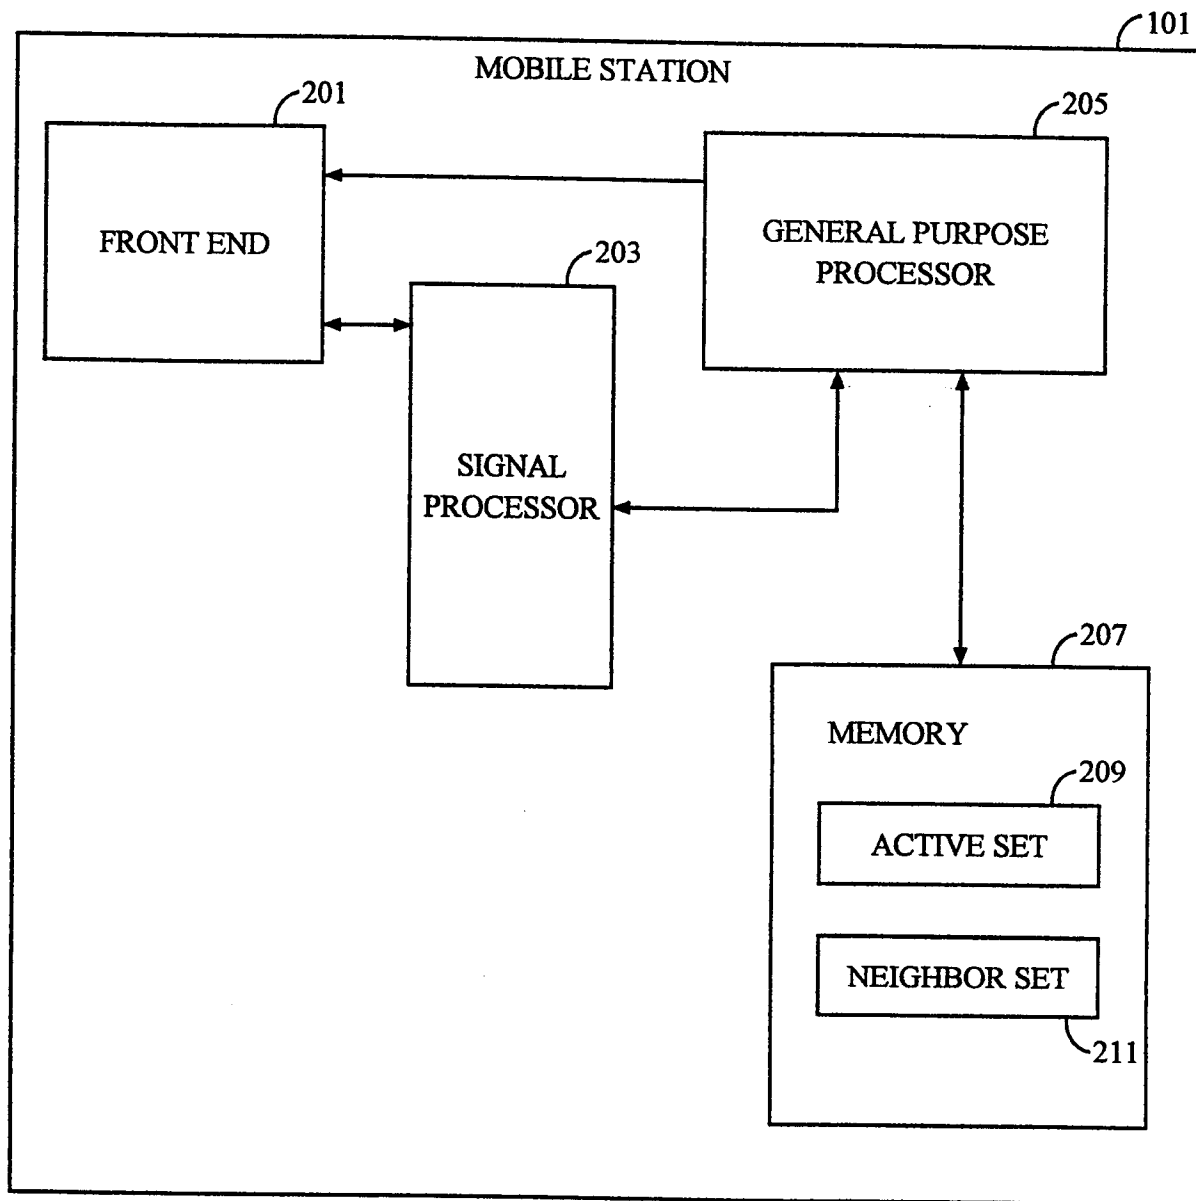 101
MOBILE STATION
201
205
FRONT END
GENERAL PURPOSE
PROCESSOR
203
SIGNAL
PROCESSOR
207
MEMORY
209
ACTIVE SET
NEIGHBOR SET
211